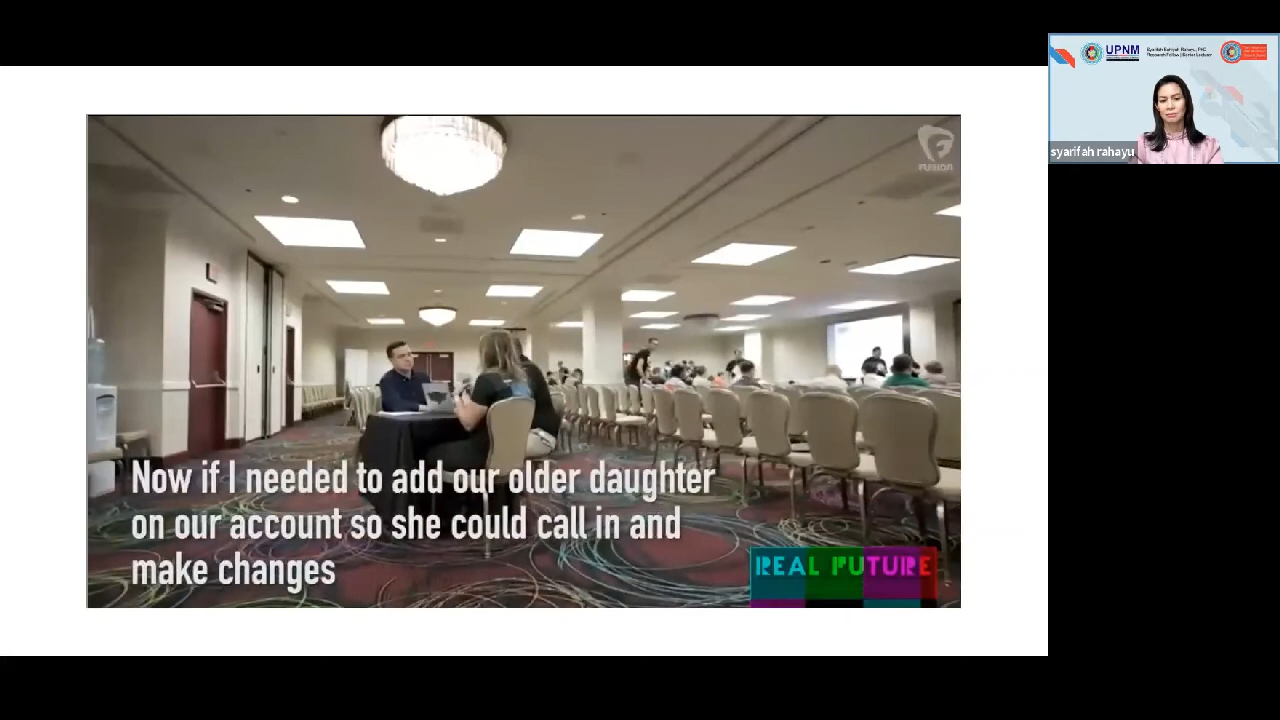 UPNM
syarifah rahayu
FUSION
Now if I needed to add our older daughter
on our account so she could call in and
make changes
REAL FUTURE